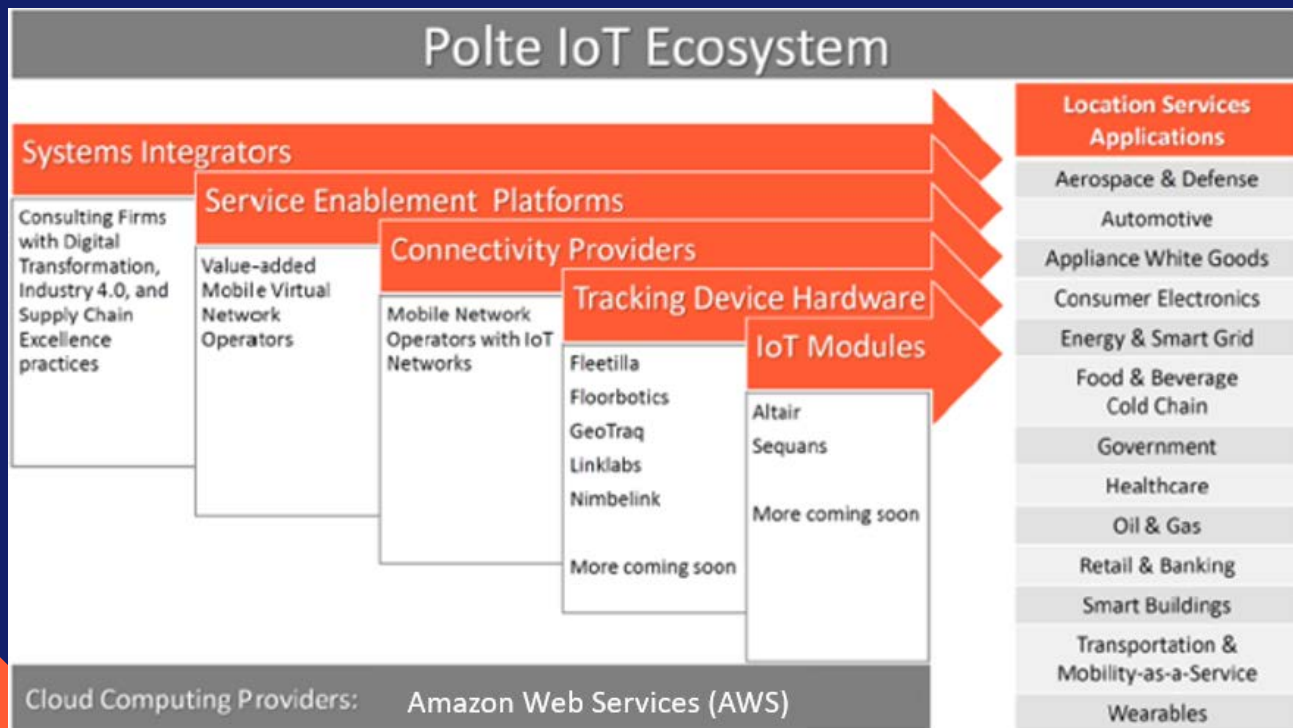 Polte IoT Ecosystem
Systems Integrators
Consulting Firms
with Digital
Transformation,
Industry 4.0, and
Supply Chain
Excellence
practices
Service Enablement Platforms
Value-added
Mobile Virtual
Network
Operators
Connectivity Providers
Mobile Network
Operators with IoT
Networks
Tracking Device Hardware
Fleetilla
Floorbotics
GeoTraq
Linklabs
Nimbelink
More coming soon
IoT Modules
Altair
Sequans
More coming soon
Location Services
Applications
Aerospace & Defense
Automotive
Appliance White Goods
Consumer Electronics
Energy & Smart Grid
Food & Beverage
Cold Chain
Government
Healthcare
Oil & Gas
Retail & Banking
Smart Buildings
Transportation &
Mobility-as-a-Service
Wearables
Cloud Computing Providers: Amazon Web Services (AWS)